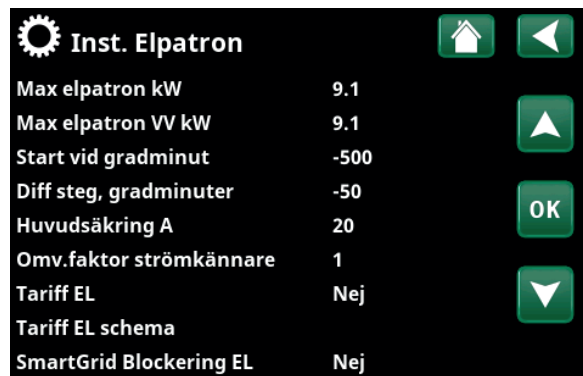 Inst. Elpatron
Max elpatron kW 9.1
Max elpatron VV kW 9.1
Start vid gradminut -500
Diff steg, gradminuter -50
Huvudsäkring A 20
Omv.faktor strömkännare 1
Tariff EL Nej
Tariff EL schema
SmartGrid Blockering EL Nej
OK